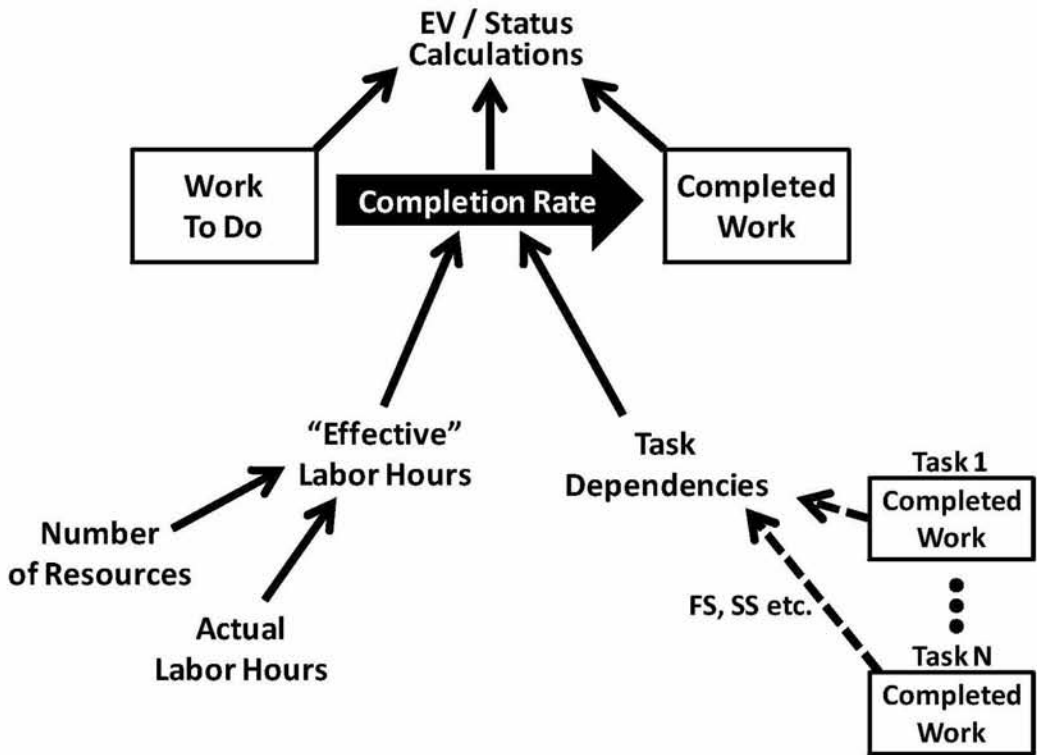 EV / Status
Calculations
Work
To Do
Completion Rate
Completed
Work
“Effective”
Labor Hours
Task
Dependencies
Number
of Resources
Actual
Labor Hours
FS, SS etc.
Task 1
Completed
Work
Task N
Completed
Work